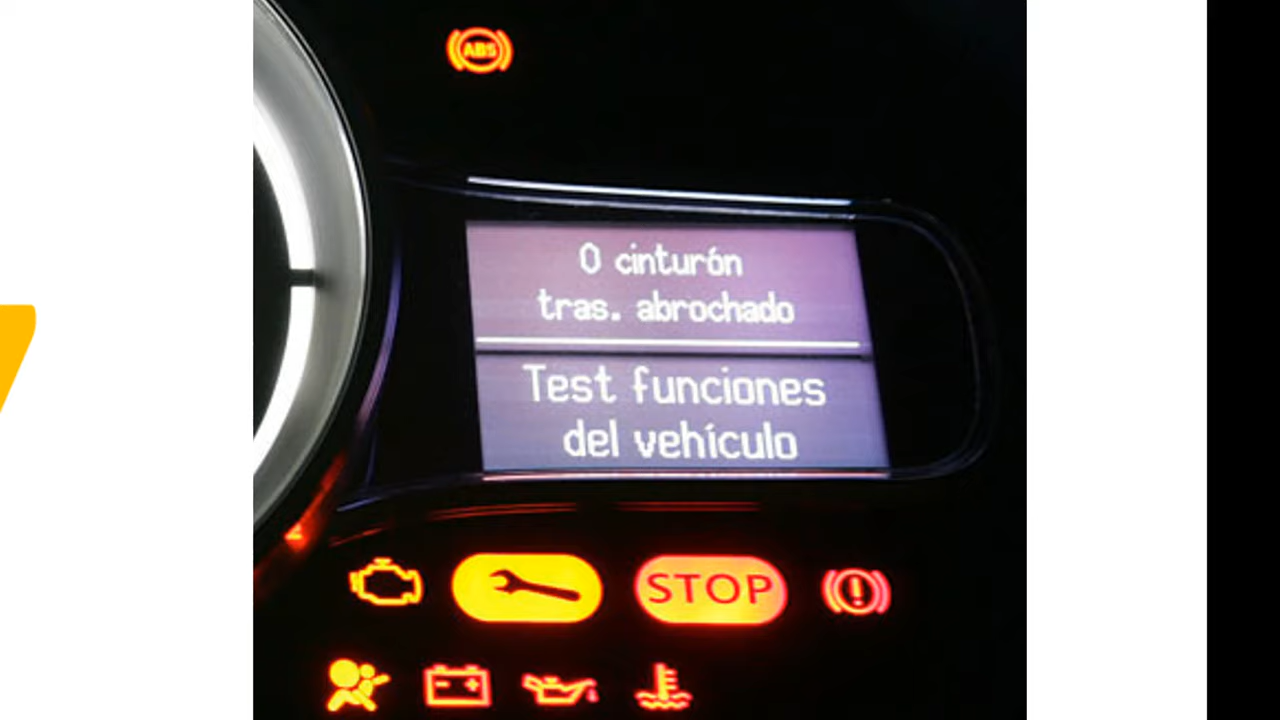 ABS
0 cinturón
tras. abrochado
Test funciones
del vehículo
STOP